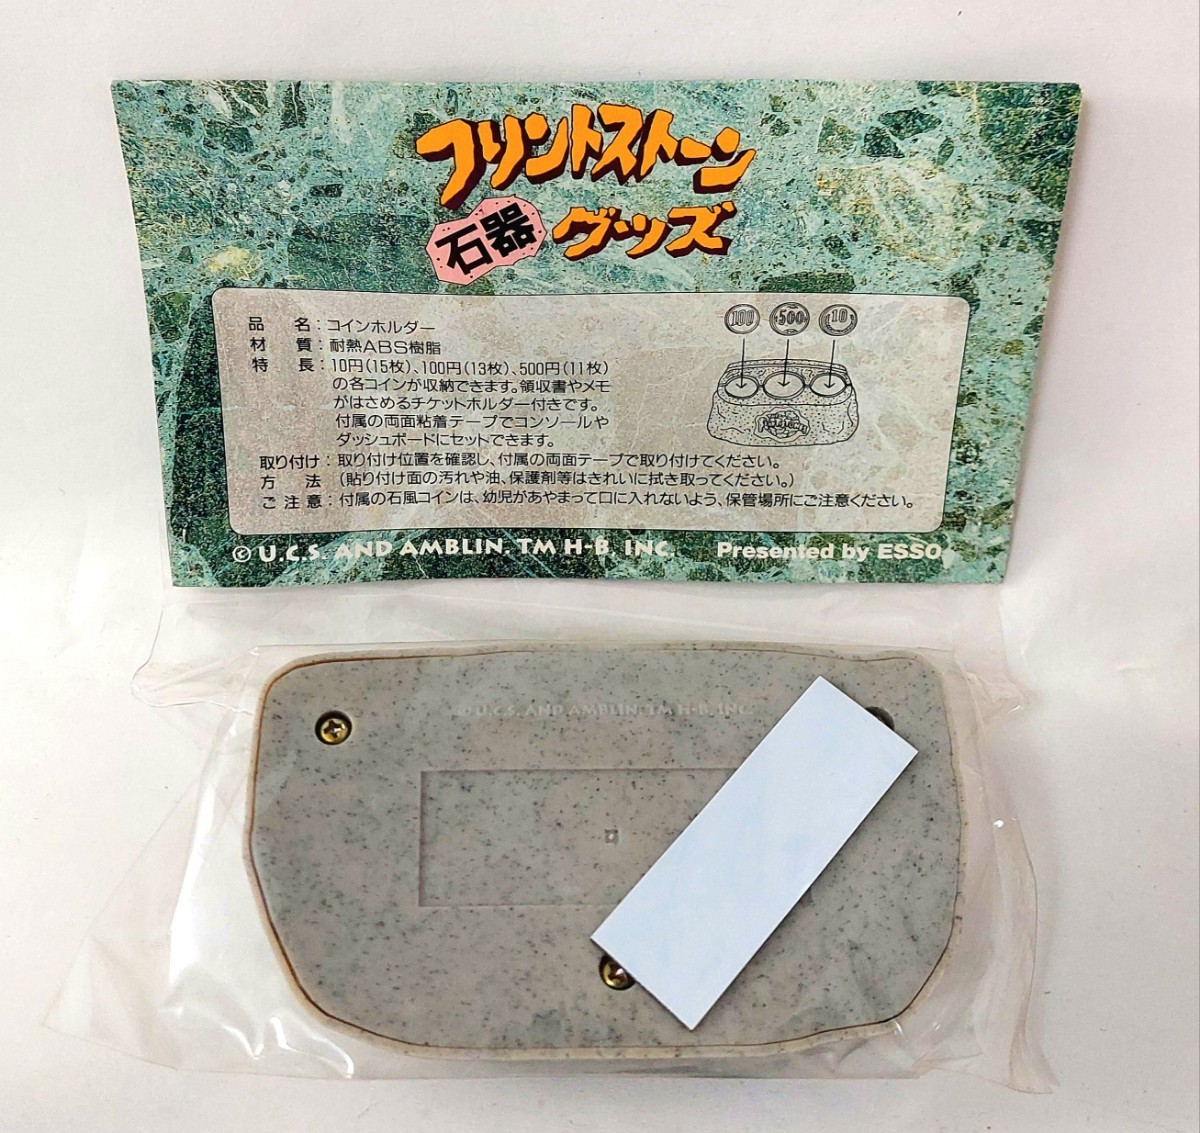 フリントストーン
石器 グッズ
品 名：コインホルダー
材 質：耐熱ABS樹脂
特 長：10円(15枚)、100円(13枚)、500円(11枚)
の各コインが収納できます。領収書やメモ
がはさめるチケットホルダー付きです。
付属の両面粘着テープでコンソールや
ダッシュボードにセットできます。
取り付け：取り付け位置を確認し、付属の両面テープで取り付けてください。
方 法 (貼り付け面の汚れや油、保護剤等はきれいに拭き取ってください。)
ご注意：付属の石風コインは、幼児があやまって口に入れないよう、保管場所にご注意ください。
100 500 10
© U.C.S. AND AMBLIN. TM H-B, INC. Presented by ESSO
© U.C.S. AND AMBLIN. TM H-B, INC.